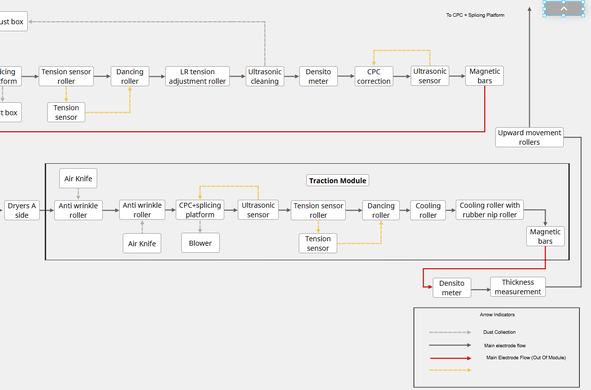 To CPC + Splicing Platform
ust box
icing
tform
Tension sensor
roller
Dancing
roller
LR tension
adjustment roller
Ultrasonic
cleaning
Densito
meter
CPC
correction
Ultrasonic
sensor
Magnetic
bars
t box
Tension
sensor
Upward movement
rollers
Air Knife
Traction Module
Dryers A
side
Anti wrinkle
roller
Anti wrinkle
roller
CPC+splicing
platform
Ultrasonic
sensor
Tension sensor
roller
Dancing
roller
Cooling
roller
Cooling roller with
rubber nip roller
Magnetic
bars
Air Knife
Blower
Tension
sensor
Densito
meter
Thickness
measurement
Arrow Indicators
Dust Collection
Main electrode flow
Main Electrode Flow (Out Of Module)